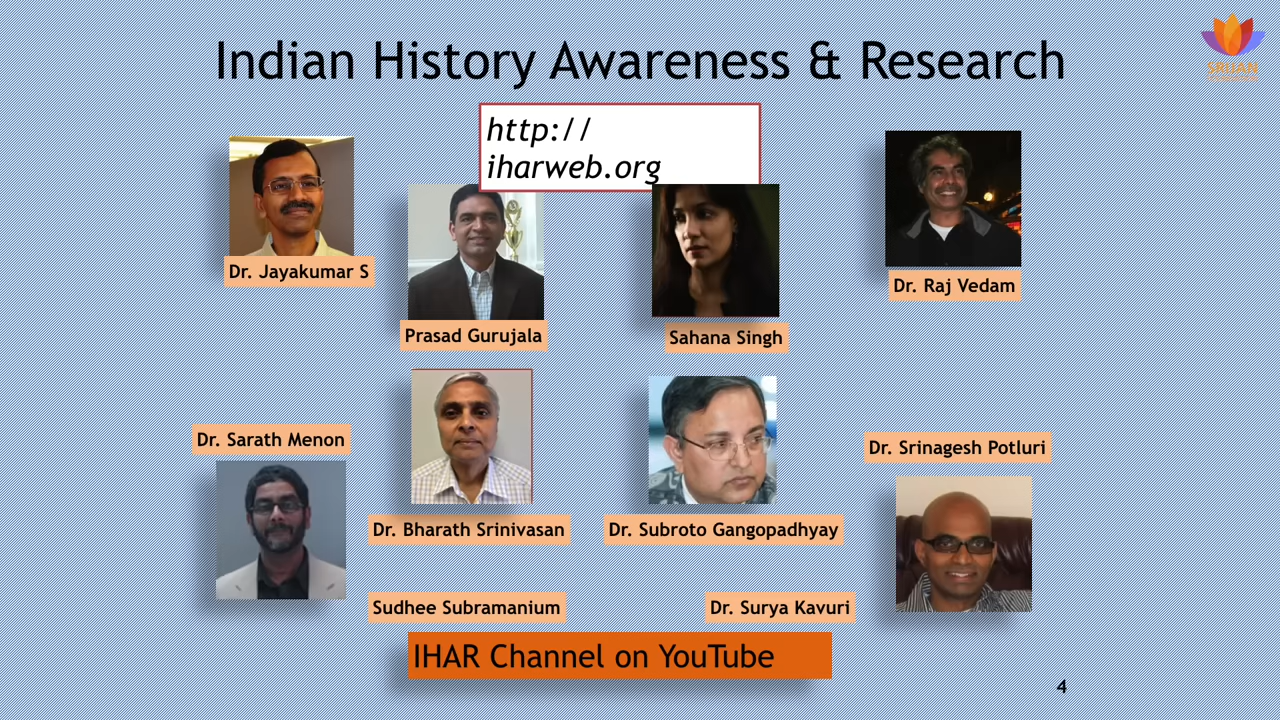 Indian History Awareness & Research
SRIJAN
http://
iharweb.org
Dr. Jayakumar S
Prasad Gurujala
Sahana Singh
Dr. Raj Vedam
Dr. Sarath Menon
Dr. Bharath Srinivasan
Dr. Subroto Gangopadhyay
Dr. Srinagesh Potluri
Sudhee Subramanium
Dr. Surya Kavuri
IHAR Channel on YouTube
4